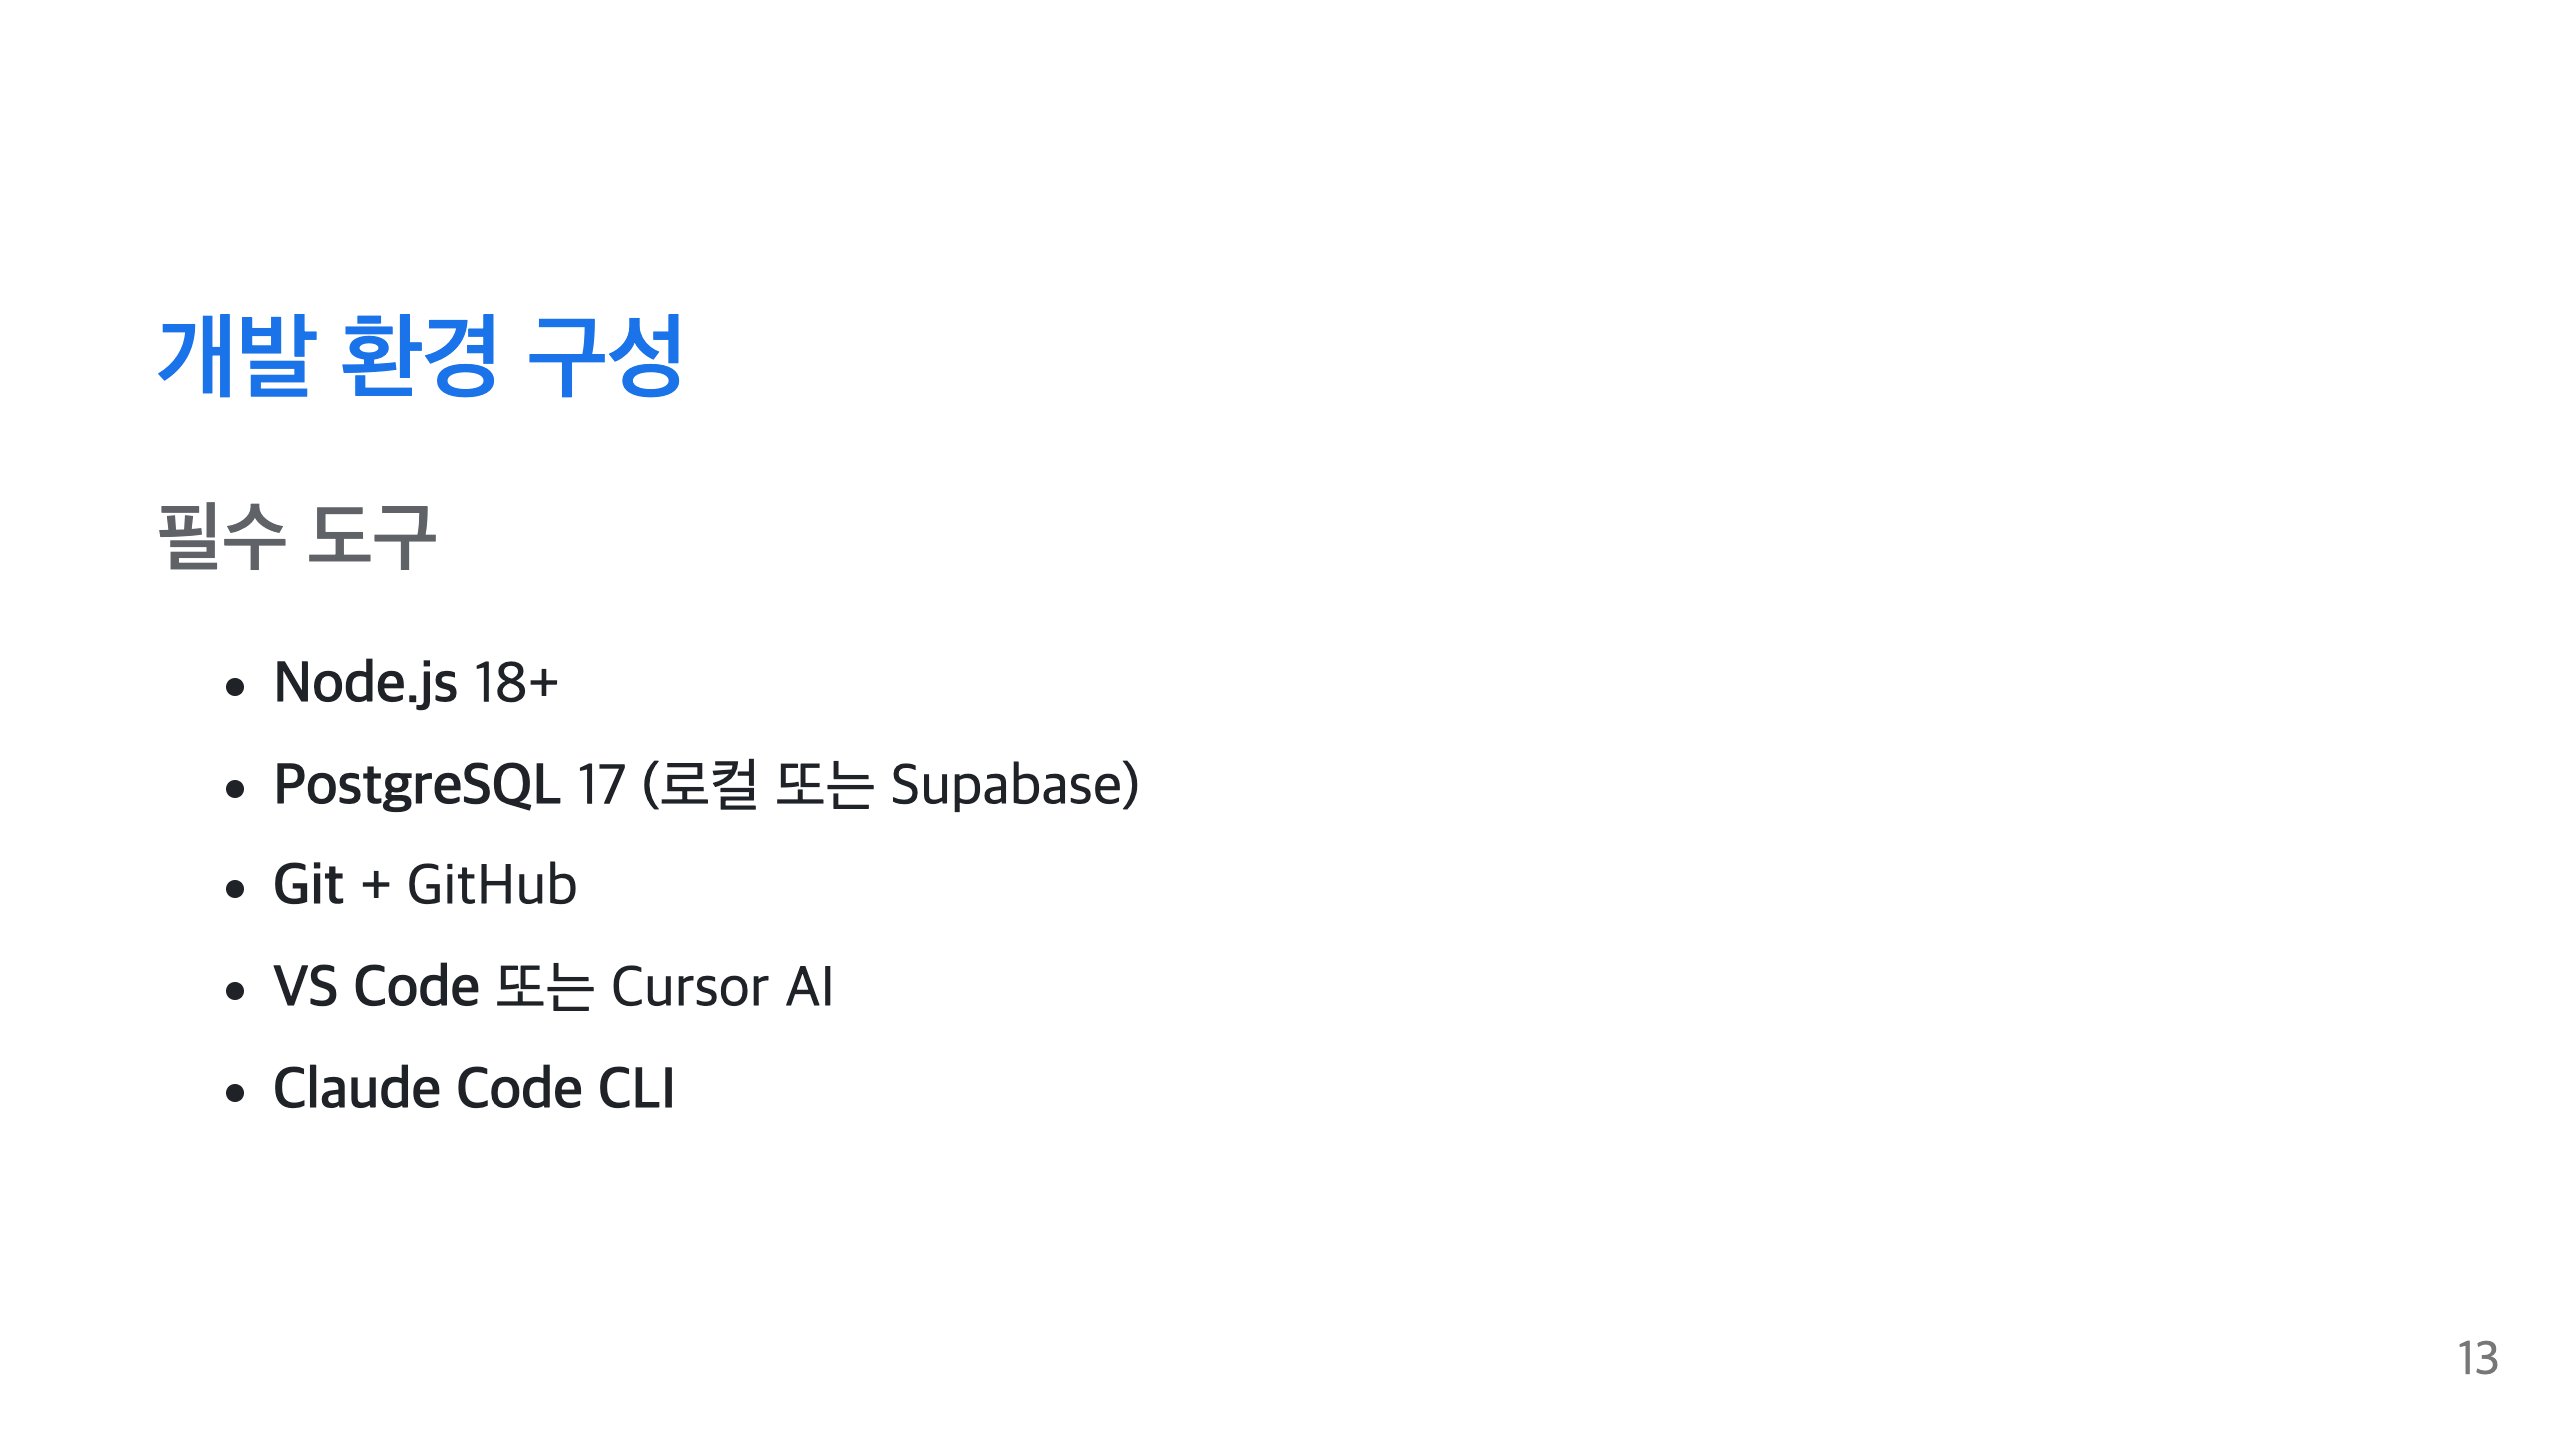 개발 환경 구성
필수 도구
• Node.js 18+
• PostgreSQL 17 (로컬 또는 Supabase)
• Git + GitHub
• VS Code 또는 Cursor AI
• Claude Code CLI
13